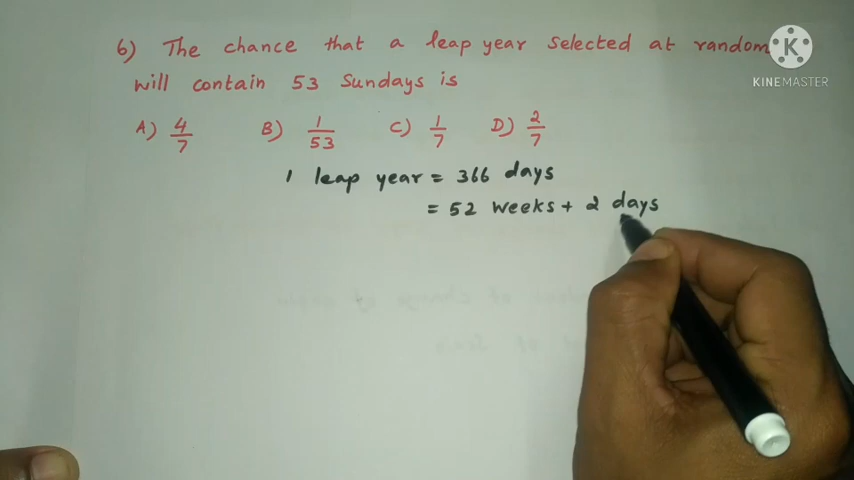 6) The chance that a leap year selected at random
will contain 53 Sundays is
A) 4/7 B) 1/53 C) 1/7 D) 2/7
1 leap year = 366 days
= 52 weeks + 2 days
KINEMASTER